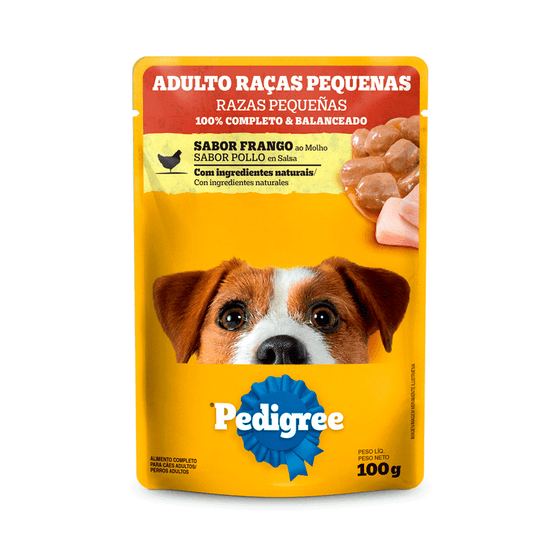 ADULTO RAÇAS PEQUENAS
RAZAS PEQUEÑAS
100% COMPLETO & BALANCEADO
SABOR FRANGO ao Molho
SABOR POLLO en Salsa
Com ingredientes naturais/
Con ingredientes naturales
®Pedigree
ALIMENTO COMPLETO
PARA CÃES ADULTOS/
PERROS ADULTOS
PESO LÍQ.
PESO NETO
100g